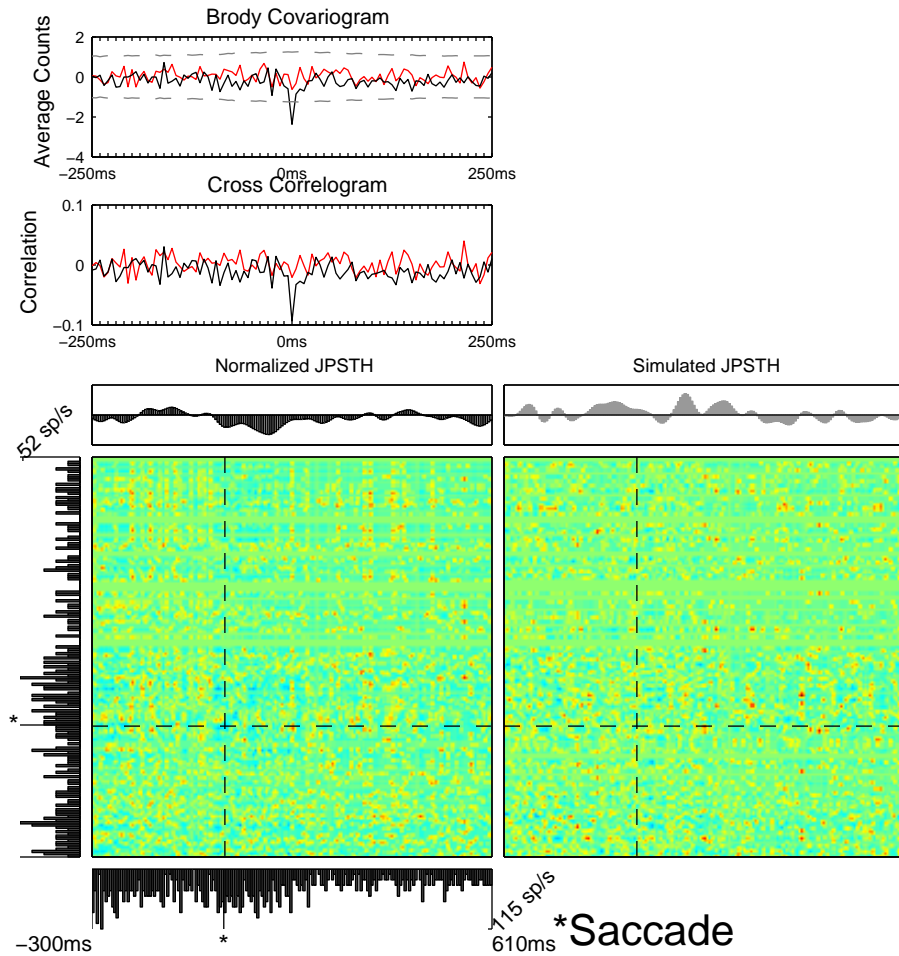 Brody Covariogram
Average Counts
2
0
−2
−4
−250ms
0ms
250ms
Cross Correlogram
Correlation
0.1
0
−0.1
−250ms
0ms
250ms
Normalized JPSTH
Simulated JPSTH
52 sp/s
*
115 sp/s
−300ms
*
610ms
*Saccade